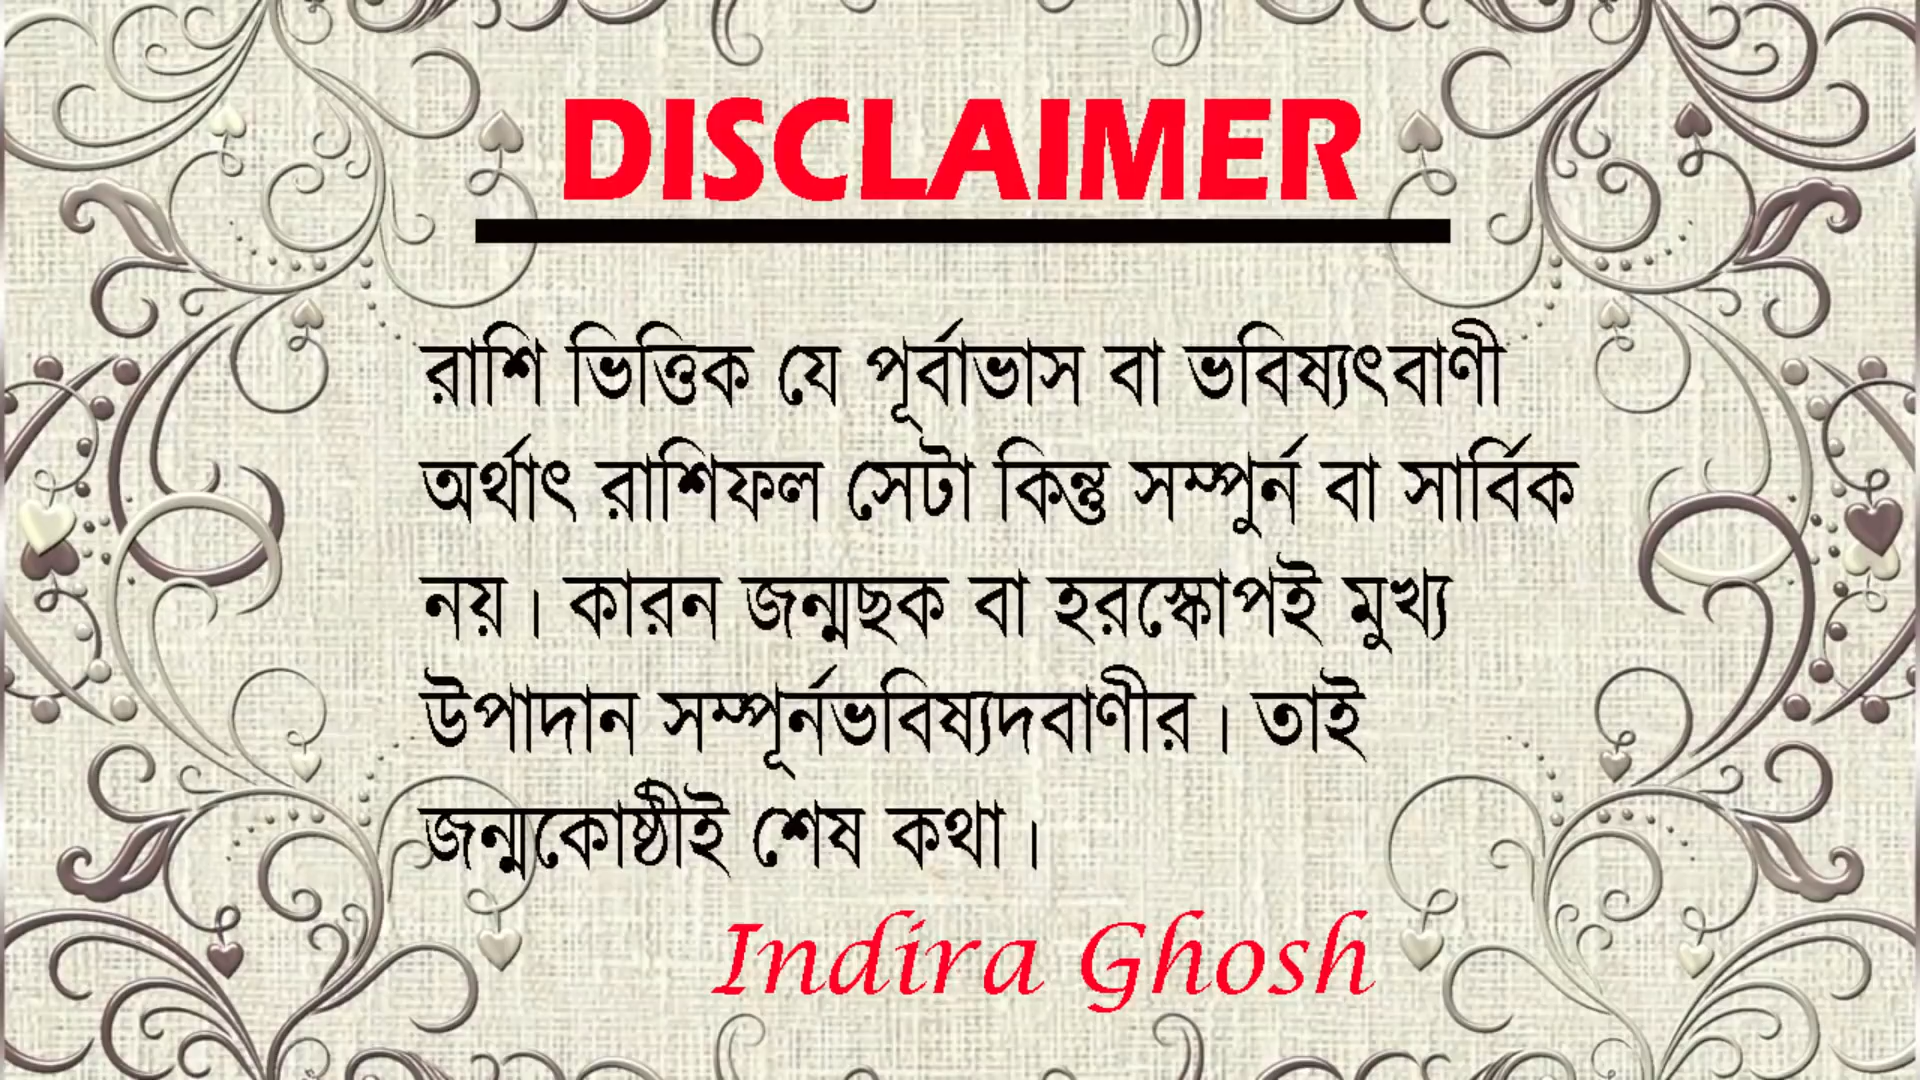 DISCLAIMER
রাশি ভিত্তিক যে পূর্বাভাস বা ভবিষ্যৎবাণী
অর্থাৎ রাশিফল সেটা কিন্তু সম্পুর্ন বা সার্বিক
নয়। কারন জন্মছক বা হরস্কোপই মুখ্য
উপাদান সম্পূর্নভবিষ্যদবাণীর। তাই
জন্মকোষ্ঠীই শেষ কথা।
Indira Ghosh